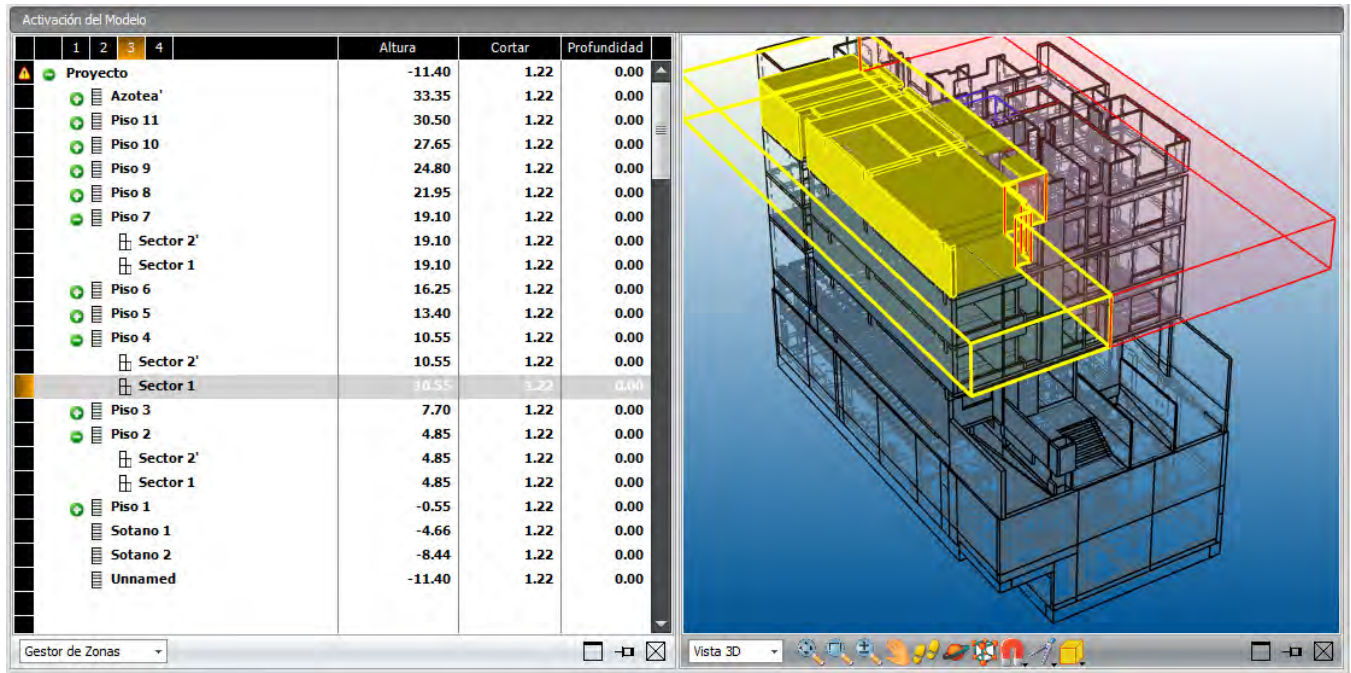 Activación del Modelo
1 2 3 4 Altura Cortar Profundidad
Proyecto -11.40 1.22 0.00
Azotea' 33.35 1.22 0.00
Piso 11 30.50 1.22 0.00
Piso 10 27.65 1.22 0.00
Piso 9 24.80 1.22 0.00
Piso 8 21.95 1.22 0.00
Piso 7 19.10 1.22 0.00
Sector 2' 19.10 1.22 0.00
Sector 1 19.10 1.22 0.00
Piso 6 16.25 1.22 0.00
Piso 5 13.40 1.22 0.00
Piso 4 10.55 1.22 0.00
Sector 2' 10.55 1.22 0.00
Sector 1 10.55 1.22 0.00
Piso 3 7.70 1.22 0.00
Piso 2 4.85 1.22 0.00
Sector 2' 4.85 1.22 0.00
Sector 1 4.85 1.22 0.00
Piso 1 -0.55 1.22 0.00
Sotano 1 -4.66 1.22 0.00
Sotano 2 -8.44 1.22 0.00
Unnamed -11.40 1.22 0.00
Gestor de Zonas
Vista 3D